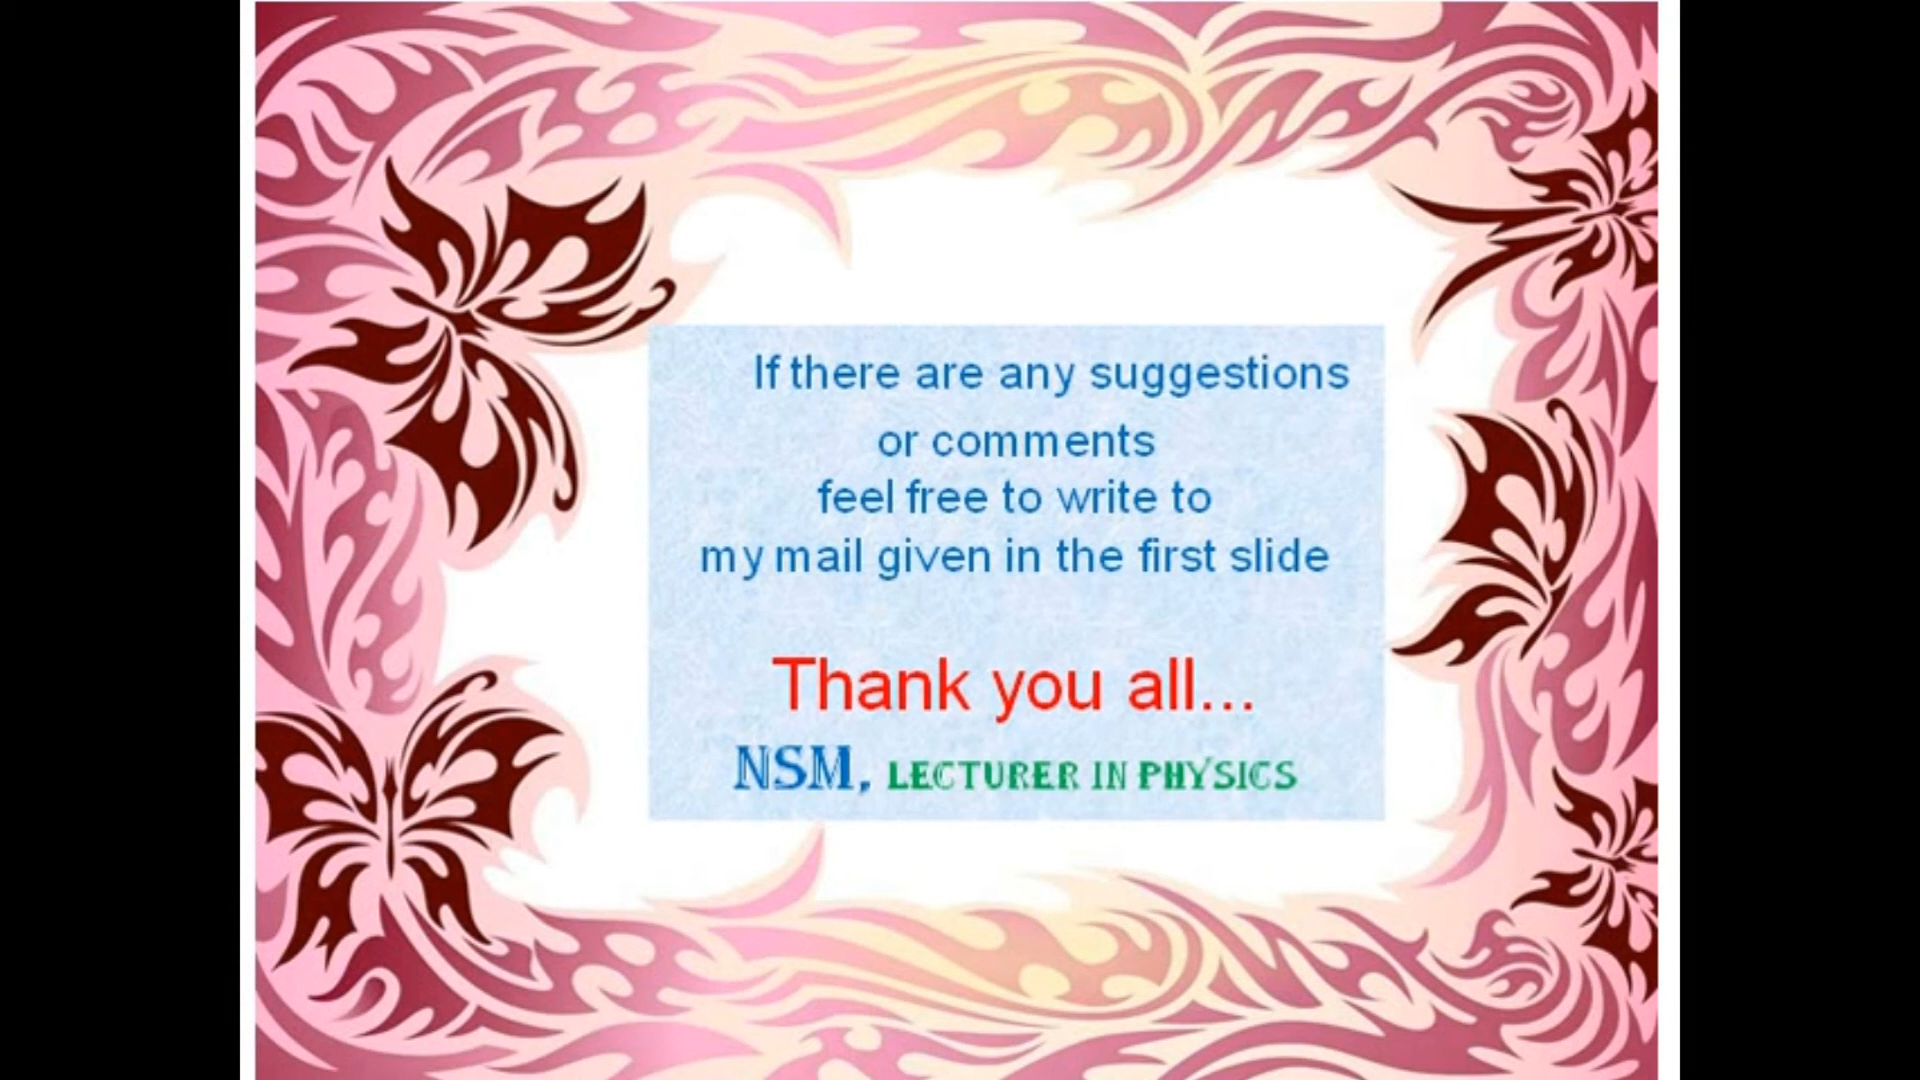 If there are any suggestions
or comments
feel free to write to
my mail given in the first slide
Thank you all...
NSM, LECTURER IN PHYSICS